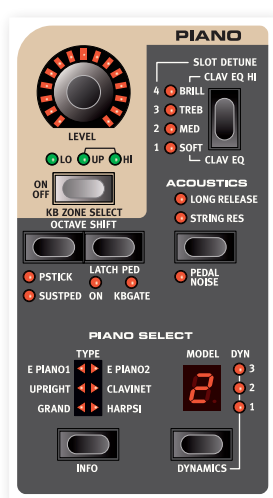 PIANO
SLOT DETUNE
CLAV EQ HI
4 BRILL
3 TREB
2 MED
1 SOFT
CLAV EQ
LEVEL
LO UP HI
ON
OFF
KB ZONE SELECT
OCTAVE SHIFT
ACOUSTICS
LONG RELEASE
STRING RES
PEDAL
NOISE
PSTICK
LATCH PED
SUSTPED ON KBGATE
PIANO SELECT
TYPE MODEL DYN
E PIANO1 E PIANO2 3
UPRIGHT CLAVINET 2 2
GRAND HARPSI 1
INFO DYNAMICS